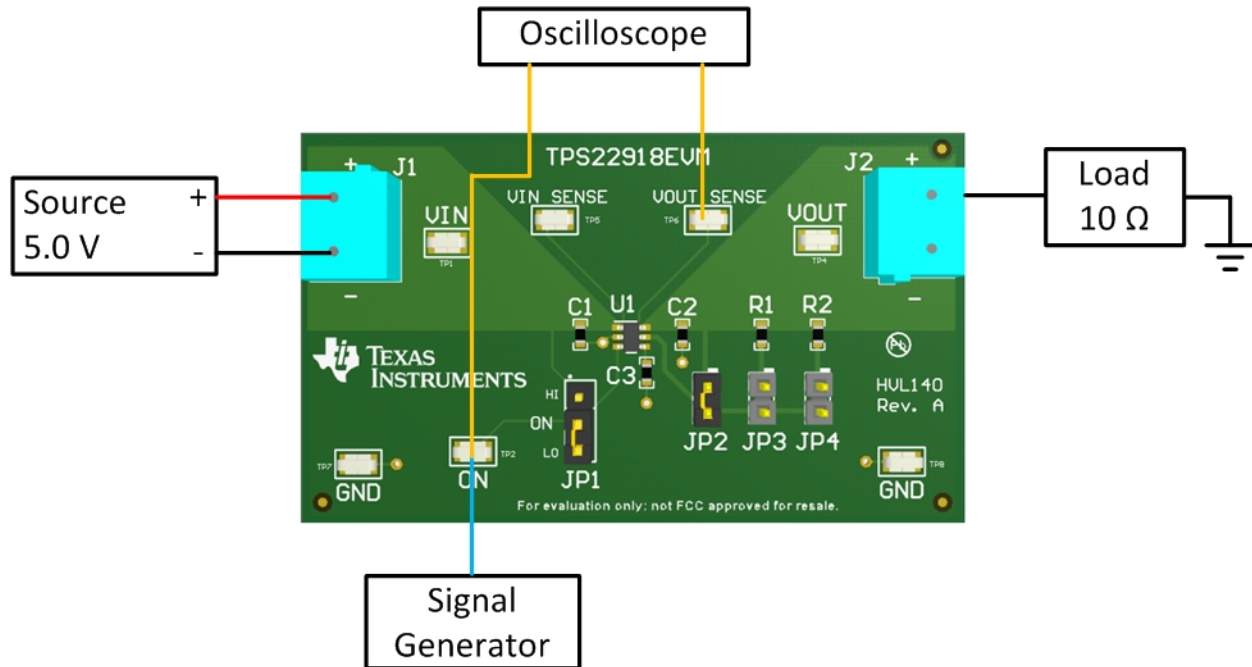 Oscilloscope
TPS22918EVM
Source
5.0 V
+
-
+
J1
-
VIN
TP1
VIN SENSE
TP5
VOUT SENSE
TP6
VOUT
TP4
J2
+
-
Load
10 Ω
C1
U1
C2
R1
R2
C3
Pb
TEXAS
INSTRUMENTS
HI
ON
LO
JP1
JP2
JP3
JP4
HVL140
Rev. A
TP7
GND
TP2
ON
TP8
GND
For evaluation only; not FCC approved for resale.
Signal
Generator